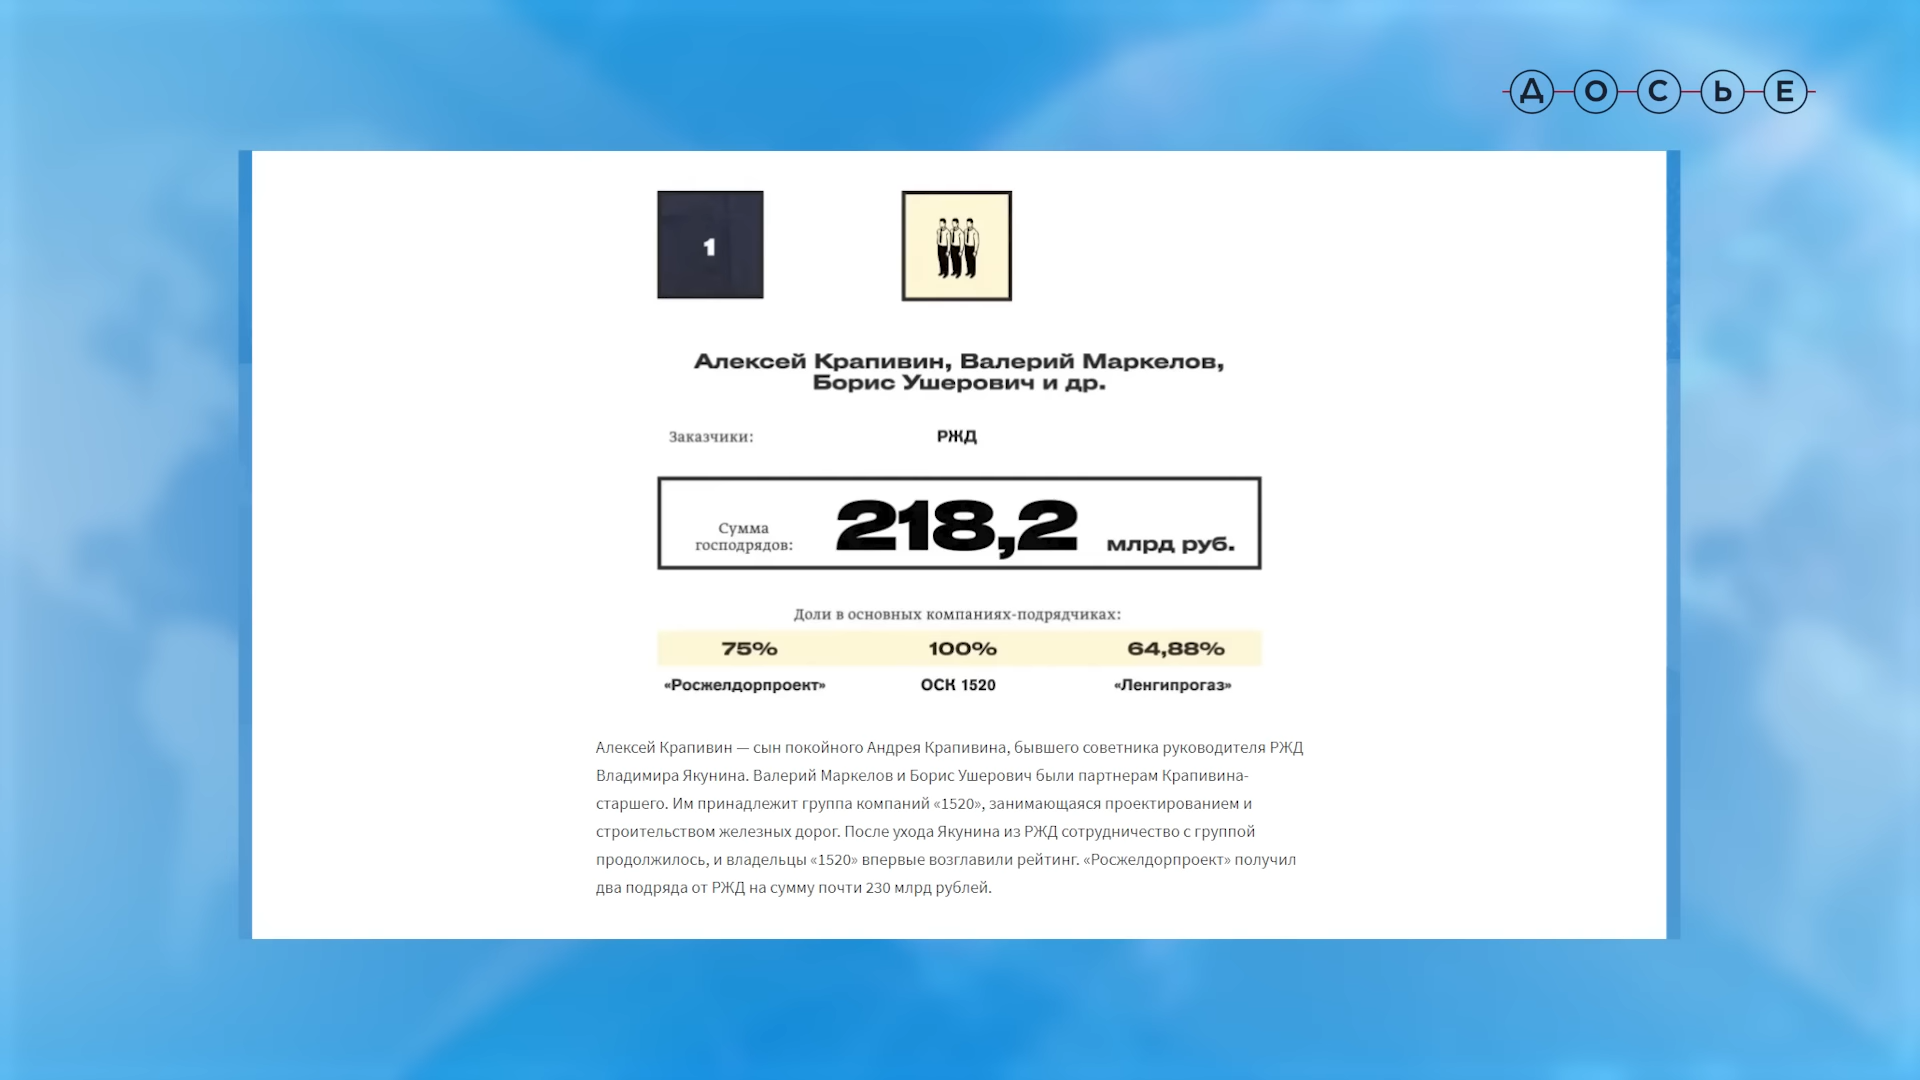 ДОСЬЕ
1
Алексей Крапивин, Валерий Маркелов,
Борис Ушерович и др.
Заказчики: РЖД
Сумма
господрядов: 218,2 млрд руб.
Доли в основных компаниях-подрядчиках:
75% 100% 64,88%
«Росжелдорпроект» ОСК 1520 «Ленгипрогаз»
Алексей Крапивин — сын покойного Андрея Крапивина, бывшего советника руководителя РЖД
Владимира Якунина. Валерий Маркелов и Борис Ушерович были партнерам Крапивина-
старшего. Им принадлежит группа компаний «1520», занимающаяся проектированием и
строительством железных дорог. После ухода Якунина из РЖД сотрудничество с группой
продолжилось, и владельцы «1520» впервые возглавили рейтинг. «Росжелдорпроект» получил
два подряда от РЖД на сумму почти 230 млрд рублей.